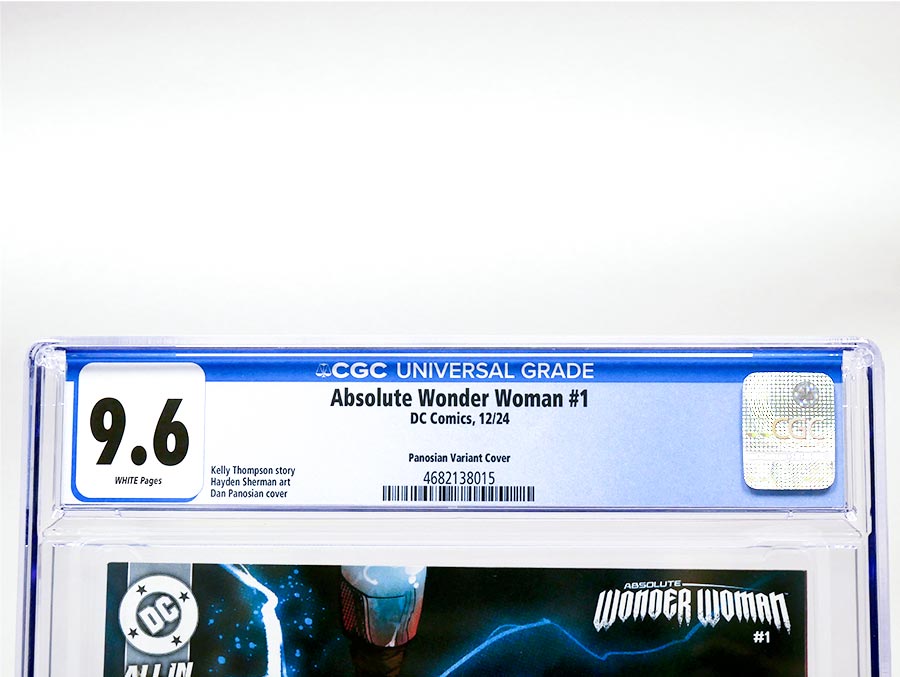 CGC UNIVERSAL GRADE
9.6
WHITE Pages
Absolute Wonder Woman #1
DC Comics, 12/24
Panosian Variant Cover
4682138015
Kelly Thompson story
Hayden Sherman art
Dan Panosian cover
CGC
DC
ALL IN
ABSOLUTE
WONDER WOMAN
#1